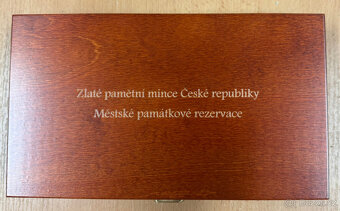 Zlaté pamětní mince České republiky
Městské památkové rezervace